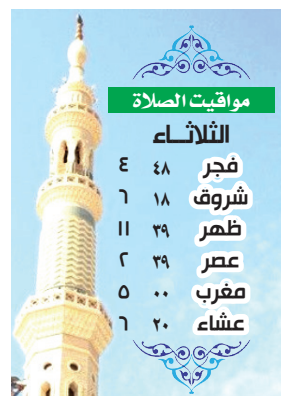 مواقيت الصلاة
الثلاثـاء
فجر ٤٨ ٤
شروق ١٨ ٦
ظهر ٣٩ ١١
عصر ٣٩ ٢
مغرب ٠٠ ٥
عشاء ٢٠ ٦